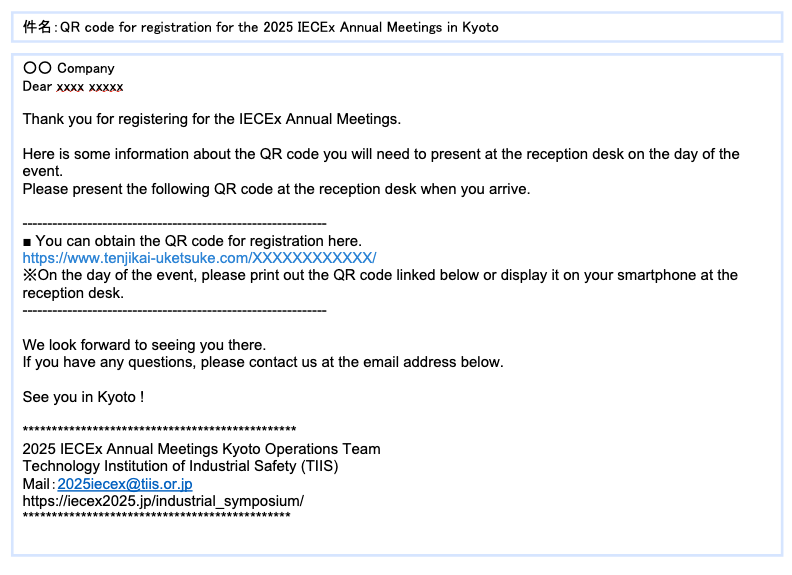 件名：QR code for registration for the 2025 IECEx Annual Meetings in Kyoto
〇〇 Company
Dear xxxx xxxxx
Thank you for registering for the IECEx Annual Meetings.
Here is some information about the QR code you will need to present at the reception desk on the day of the
event.
Please present the following QR code at the reception desk when you arrive.
--------------------------------------------------------------
■ You can obtain the QR code for registration here.
https://www.tenjikai-uketsuke.com/XXXXXXXXXXXX/
※On the day of the event, please print out the QR code linked below or display it on your smartphone at the
reception desk.
--------------------------------------------------------------
We look forward to seeing you there.
If you have any questions, please contact us at the email address below.
See you in Kyoto !
***********************************************
2025 IECEx Annual Meetings Kyoto Operations Team
Technology Institution of Industrial Safety (TIIS)
Mail：2025iecex@tiis.or.jp
https://iecex2025.jp/industrial_symposium/
**********************************************